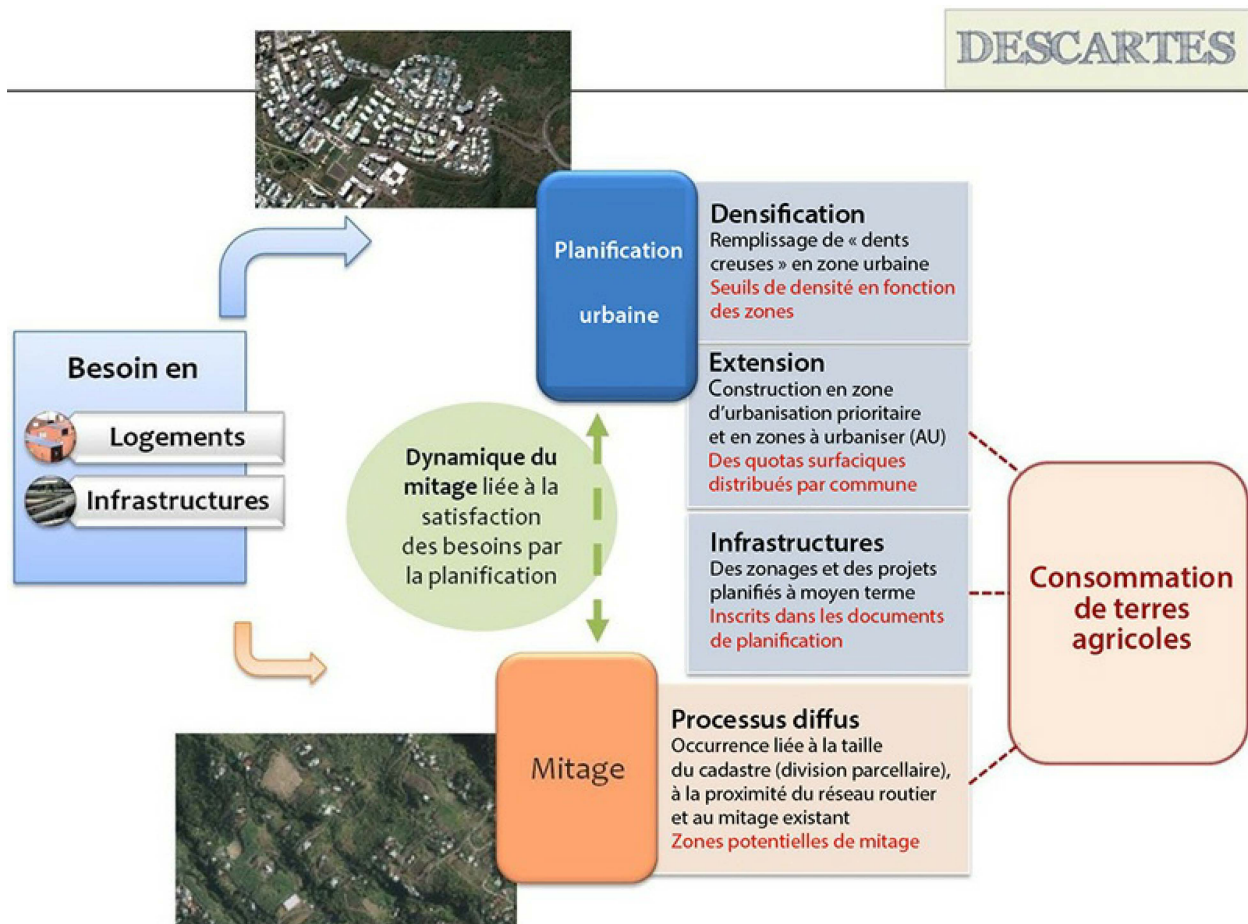 DESCARTES
Planification
urbaine
Densification
Remplissage de « dents
creuses » en zone urbaine
Seuils de densité en fonction
des zones
Extension
Construction en zone
d'urbanisation prioritaire
et en zones à urbaniser (AU)
Des quotas surfaciques
distribués par commune
Infrastructures
Des zonages et des projets
planifiés à moyen terme
Inscrits dans les documents
de planification
Besoin en
Logements
Infrastructures
Dynamique du
mitage liée à la
satisfaction
des besoins par
la planification
Consommation
de terres
agricoles
Mitage
Processus diffus
Occurrence liée à la taille
du cadastre (division parcellaire),
à la proximité du réseau routier
et au mitage existant
Zones potentielles de mitage